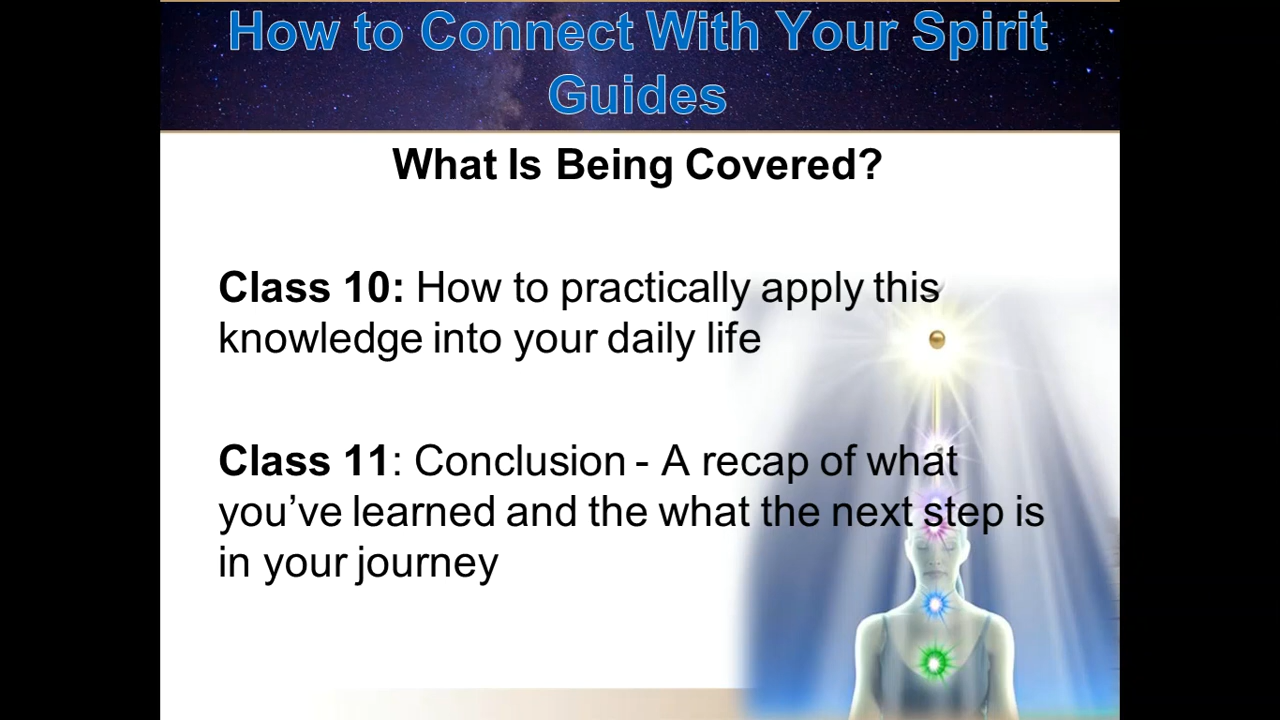 How to Connect With Your Spirit
Guides
What Is Being Covered?
Class 10: How to practically apply this
knowledge into your daily life
Class 11: Conclusion - A recap of what
you’ve learned and the what the next step is
in your journey